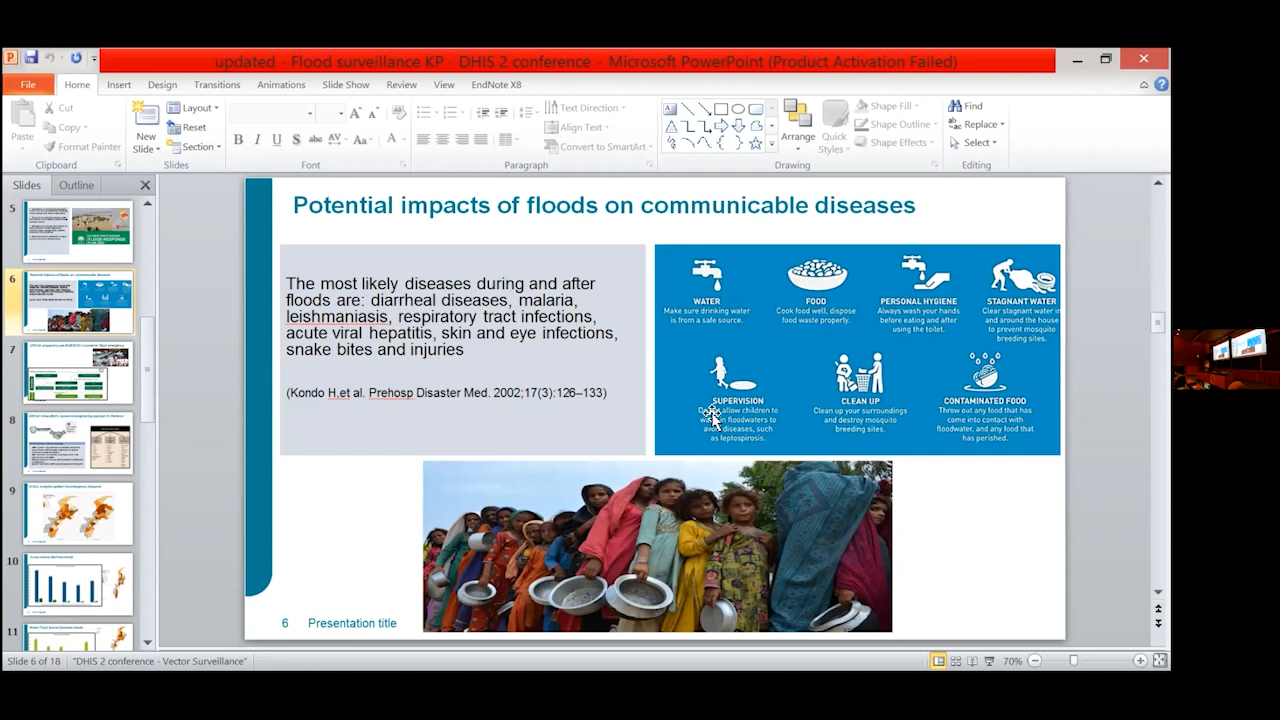 updated - Flood surveillance KP - DHIS 2 conference - Microsoft PowerPoint (Product Activation Failed)
File Home Insert Design Transitions Animations Slide Show Review View EndNote X8
Paste
Cut
Copy
Format Painter
Clipboard
New Slide
Layout
Reset
Section
Slides
Font
Text Direction
Align Text
Convert to SmartArt
Paragraph
Arrange
Quick Styles
Shape Fill
Shape Outline
Shape Effects
Drawing
Find
Replace
Select
Editing
Slides Outline
5
6
7
8
9
10
11
Potential impacts of floods on communicable diseases
The most likely diseases during and after
floods are: diarrheal diseases, malaria,
leishmaniasis, respiratory tract infections,
acute viral hepatitis, skin and eye infections,
snake bites and injuries
(Kondo H,et al. Prehosp Disaster Med. 2002;17(3):126–133)
WATER
Make sure drinking water
is from a safe source.
FOOD
Cook food well, dispose
food waste properly.
PERSONAL HYGIENE
Always wash your hands
before eating and after
using the toilet.
STAGNANT WATER
Clear stagnant water in
and around the house
to prevent mosquito
breeding sites.
SUPERVISION
allow children to
floodwaters to
avoid diseases, such
as leptospirosis.
CLEAN UP
Clean up your surroundings
and destroy mosquito
breeding sites.
CONTAMINATED FOOD
Throw out any food that has
come into contact with
floodwater, and any food that
has perished.
6 Presentation title
Slide 6 of 18 "DHIS 2 conference - Vector Surveillance" 70%